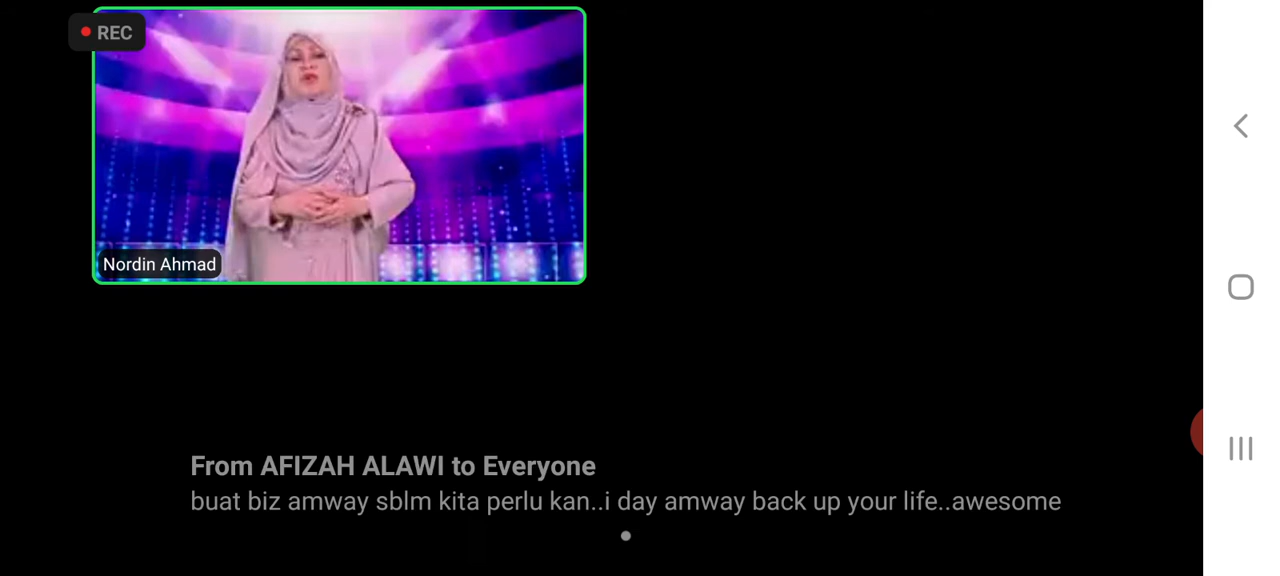 REC
Nordin Ahmad
From AFIZAH ALAWI to Everyone
buat biz amway sblm kita perlu kan..i day amway back up your life..awesome